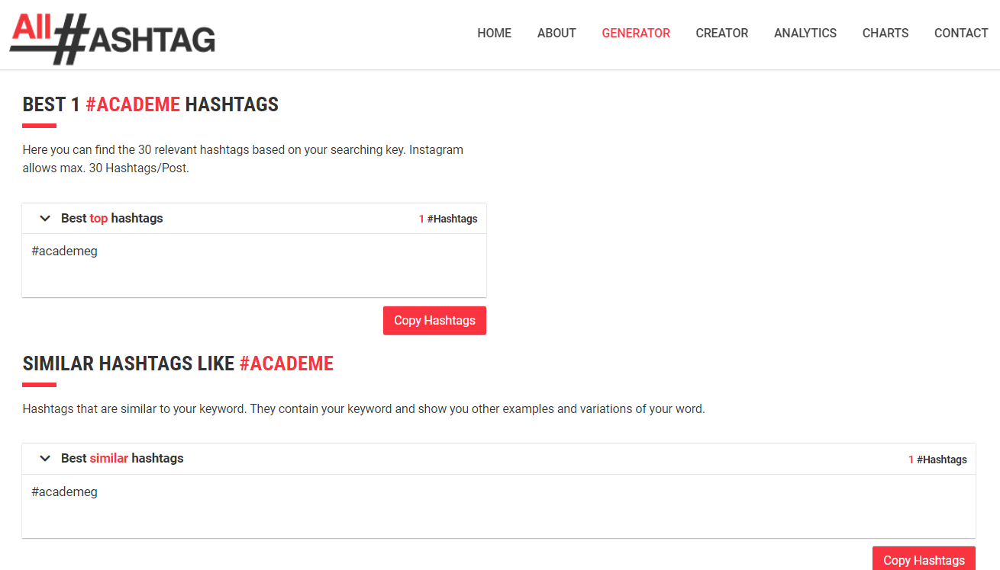 All #ASHTAG
HOME ABOUT GENERATOR CREATOR ANALYTICS CHARTS CONTACT
BEST 1 #ACADEME HASHTAGS
Here you can find the 30 relevant hashtags based on your searching key. Instagram
allows max. 30 Hashtags/Post.
Best top hashtags 1 #Hashtags
#academeg
Copy Hashtags
SIMILAR HASHTAGS LIKE #ACADEME
Hashtags that are similar to your keyword. They contain your keyword and show you other examples and variations of your word.
Best similar hashtags 1 #Hashtags
#academeg
Copy Hashtags